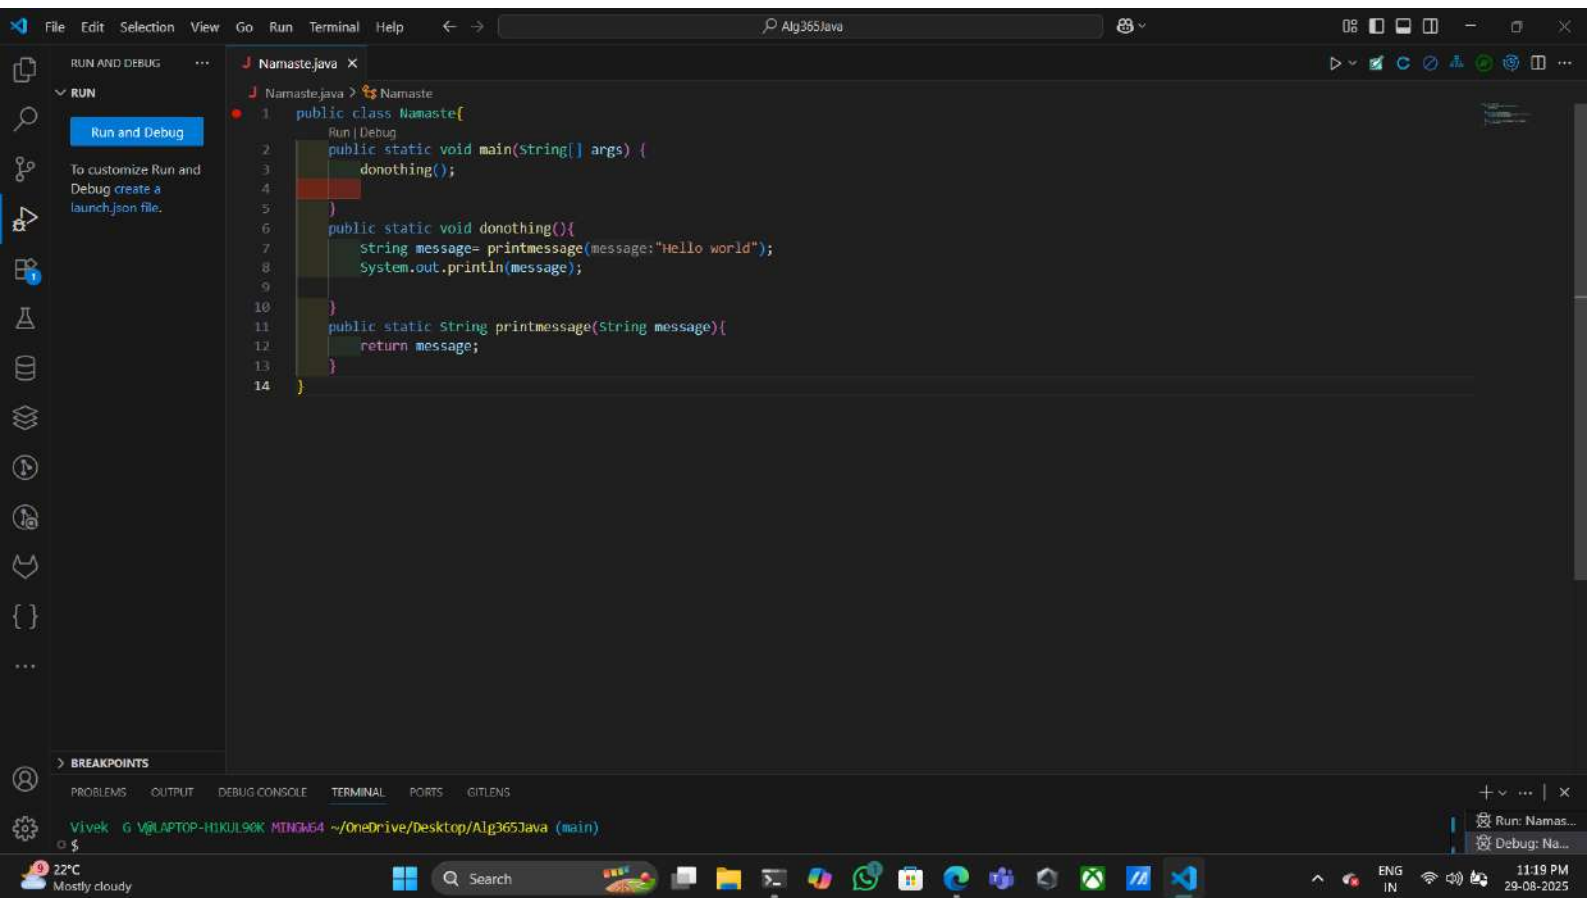 File Edit Selection View Go Run Terminal Help
Alg365Java
RUN AND DEBUG
RUN
Run and Debug
To customize Run and
Debug create a
launch.json file.
BREAKPOINTS
Namaste.java
Namaste.java > Namaste
1 public class Namaste{
Run | Debug
2 public static void main(String[] args) {
3 donothing();
4
5 }
6 public static void donothing(){
7 String message= printmessage(message:"Hello world");
8 System.out.println(message);
9
10 }
11 public static String printmessage(String message){
12 return message;
13 }
14 }
PROBLEMS OUTPUT DEBUG CONSOLE TERMINAL PORTS GITLENS
Vivek G V@LAPTOP-H1KUL90K MINGW64 ~/OneDrive/Desktop/Alg365Java (main)
$
Run: Namas...
Debug: Na...
9
22°C
Mostly cloudy
Search
ENG
IN
11:19 PM
29-08-2025